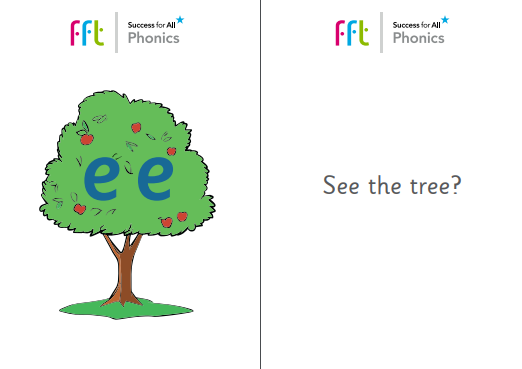 fft
Success for All
Phonics
ee
fft
Success for All
Phonics
See the tree?